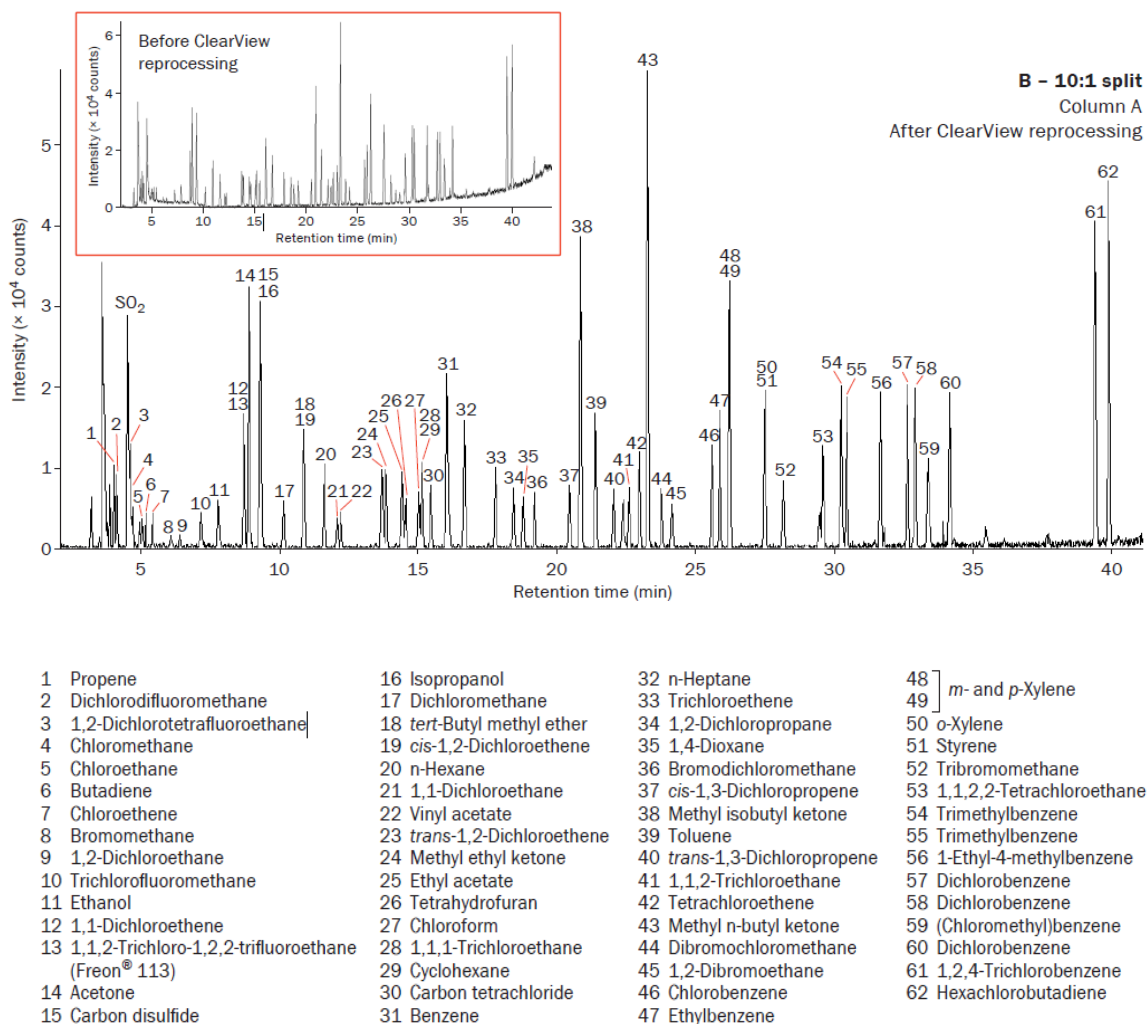 Before ClearView
reprocessing
Intensity (× 10⁴ counts)
6
4
2
0
5 10 15 20 25 30 35 40
Retention time (min)
B – 10:1 split
Column A
After ClearView reprocessing
Intensity (× 10⁴ counts)
5
4
3
2
1
0
SO₂
1
2
3
4
5
6
7
8
9
10
11
12
13
14
15
16
17
18
19
20
21
22
23
24
25
26
27
28
29
30
31
32
33
34
35
36
37
38
39
40
41
42
43
44
45
46
47
48
49
50
51
52
53
54
55
56
57
58
59
60
61
62
5 10 15 20 25 30 35 40
Retention time (min)
1 Propene
2 Dichlorodifluoromethane
3 1,2-Dichlorotetrafluoroethane
4 Chloromethane
5 Chloroethane
6 Butadiene
7 Chloroethene
8 Bromomethane
9 1,2-Dichloroethane
10 Trichlorofluoromethane
11 Ethanol
12 1,1-Dichloroethene
13 1,1,2-Trichloro-1,2,2-trifluoroethane
(Freon® 113)
14 Acetone
15 Carbon disulfide
16 Isopropanol
17 Dichloromethane
18 tert-Butyl methyl ether
19 cis-1,2-Dichloroethene
20 n-Hexane
21 1,1-Dichloroethane
22 Vinyl acetate
23 trans-1,2-Dichloroethene
24 Methyl ethyl ketone
25 Ethyl acetate
26 Tetrahydrofuran
27 Chloroform
28 1,1,1-Trichloroethane
29 Cyclohexane
30 Carbon tetrachloride
31 Benzene
32 n-Heptane
33 Trichloroethene
34 1,2-Dichloropropane
35 1,4-Dioxane
36 Bromodichloromethane
37 cis-1,3-Dichloropropene
38 Methyl isobutyl ketone
39 Toluene
40 trans-1,3-Dichloropropene
41 1,1,2-Trichloroethane
42 Tetrachloroethene
43 Methyl n-butyl ketone
44 Dibromochloromethane
45 1,2-Dibromoethane
46 Chlorobenzene
47 Ethylbenzene
48
49
m- and p-Xylene
50 o-Xylene
51 Styrene
52 Tribromomethane
53 1,1,2,2-Tetrachloroethane
54 Trimethylbenzene
55 Trimethylbenzene
56 1-Ethyl-4-methylbenzene
57 Dichlorobenzene
58 Dichlorobenzene
59 (Chloromethyl)benzene
60 Dichlorobenzene
61 1,2,4-Trichlorobenzene
62 Hexachlorobutadiene